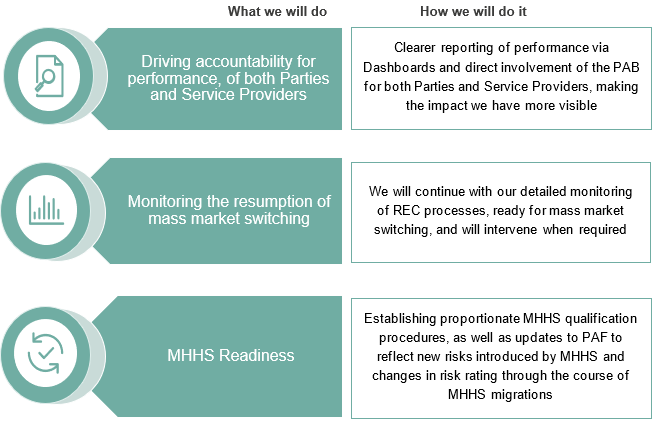 What we will do
How we will do it
Driving accountability for
performance, of both Parties
and Service Providers
Clearer reporting of performance via
Dashboards and direct involvement of the PAB
for both Parties and Service Providers, making
the impact we have more visible
Monitoring the resumption of
mass market switching
We will continue with our detailed monitoring
of REC processes, ready for mass market
switching, and will intervene when required
MHHS Readiness
Establishing proportionate MHHS qualification
procedures, as well as updates to PAF to
reflect new risks introduced by MHHS and
changes in risk rating through the course of
MHHS migrations